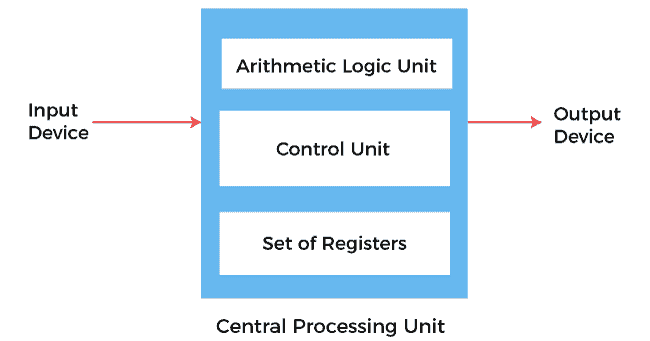 Arithmetic Logic Unit
Input
Device
Control Unit
Output
Device
Set of Registers
Central Processing Unit